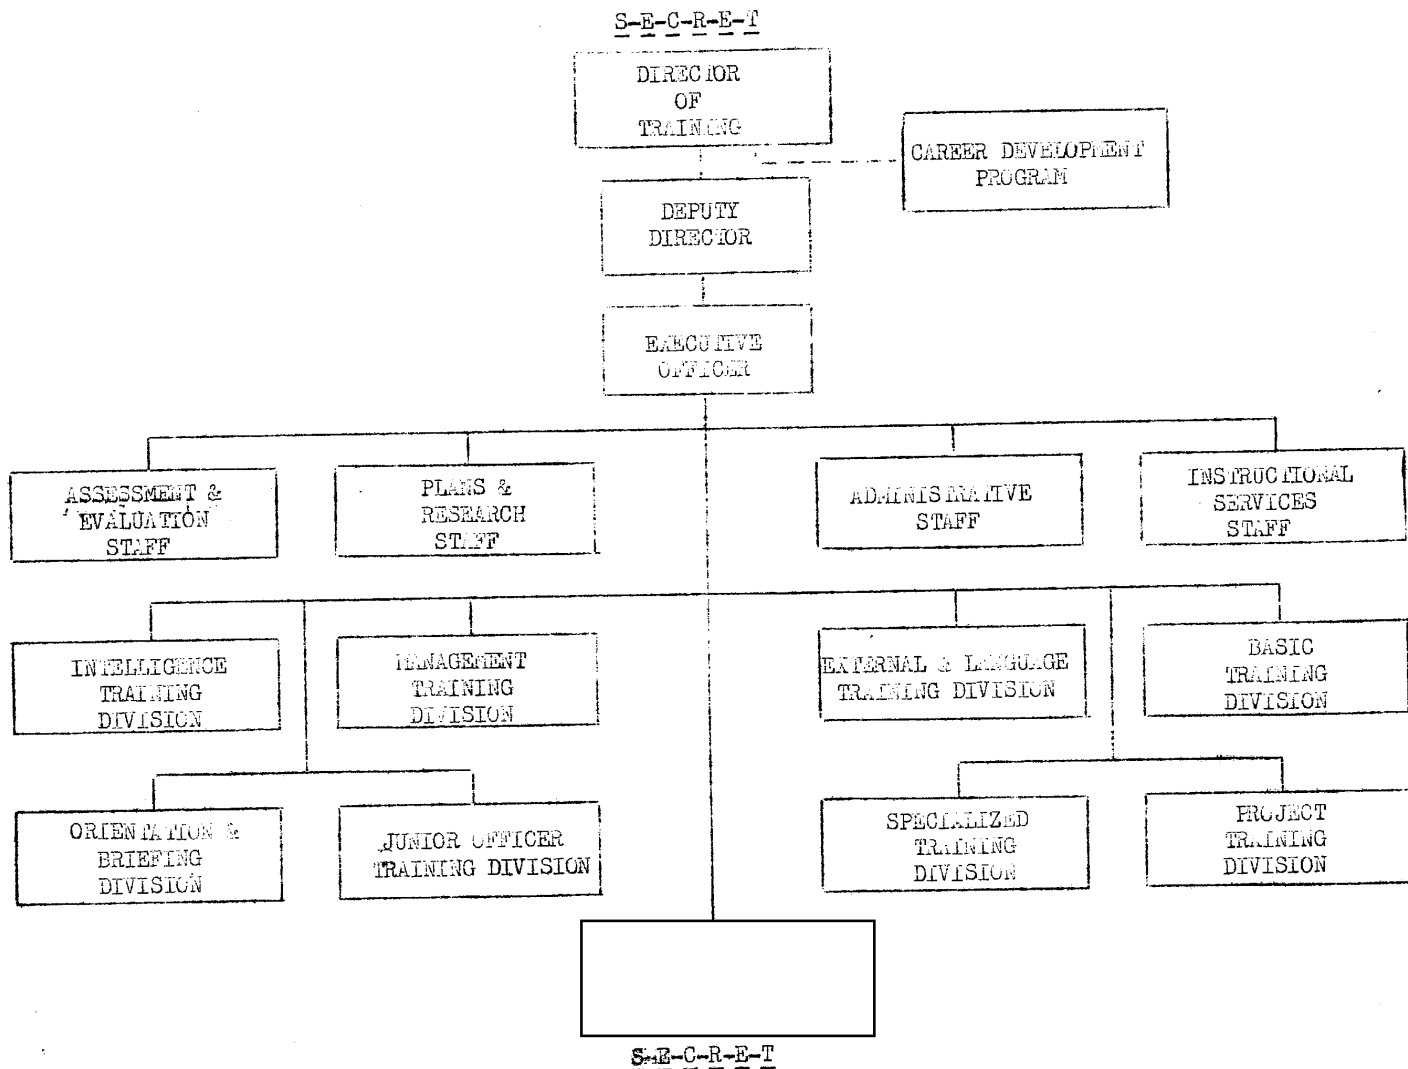 S-E-C-R-E-T
DIRECTOR
OF
TRAINING
CAREER DEVELOPMENT
PROGRAM
DEPUTY
DIRECTOR
EXECUTIVE
OFFICER
ASSESSMENT &
EVALUATION
STAFF
PLANS &
RESEARCH
STAFF
ADMINISTRATIVE
STAFF
INSTRUCTIONAL
SERVICES
STAFF
INTELLIGENCE
TRAINING
DIVISION
MANAGEMENT
TRAINING
DIVISION
EXTERNAL & LANGUAGE
TRAINING DIVISION
BASIC
TRAINING
DIVISION
ORIENTATION &
BRIEFING
DIVISION
JUNIOR OFFICER
TRAINING DIVISION
SPECIALIZED
TRAINING
DIVISION
PROJECT
TRAINING
DIVISION
S-E-C-R-E-T